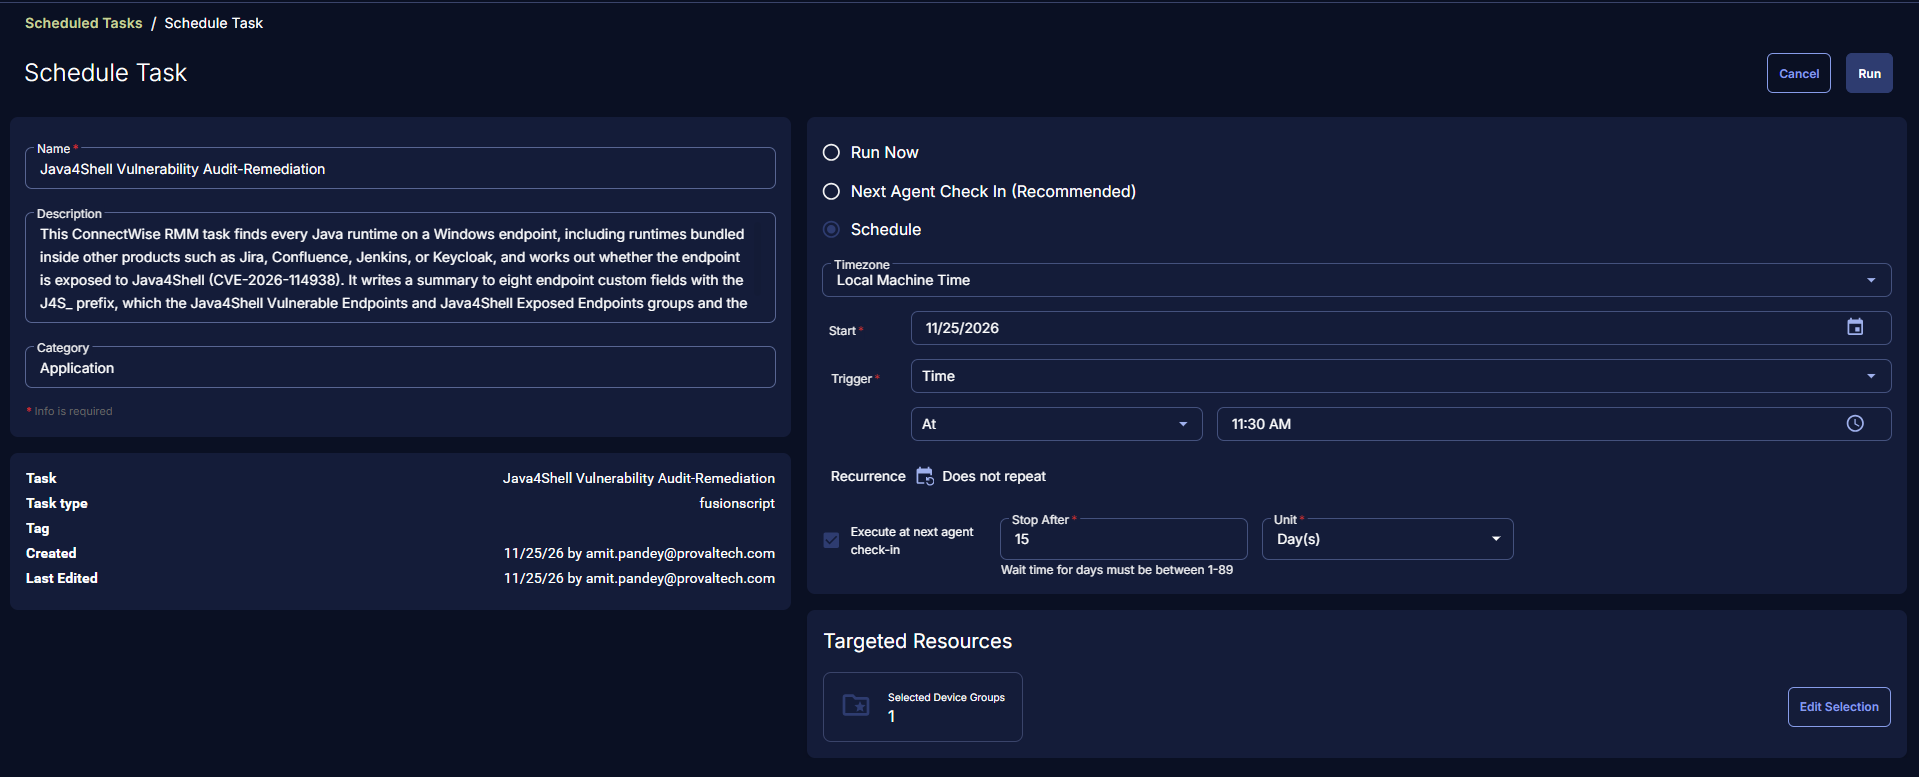 Scheduled Tasks / Schedule Task
Schedule Task
Cancel
Run
Name *
Java4Shell Vulnerability Audit-Remediation
Description
This ConnectWise RMM task finds every Java runtime on a Windows endpoint, including runtimes bundled
inside other products such as Jira, Confluence, Jenkins, or Keycloak, and works out whether the endpoint
is exposed to Java4Shell (CVE-2026-114938). It writes a summary to eight endpoint custom fields with the
J4S_ prefix, which the Java4Shell Vulnerable Endpoints and Java4Shell Exposed Endpoints groups and the
Category
Application
* Info is required
Task Java4Shell Vulnerability Audit-Remediation
Task type fusionscript
Tag
Created 11/25/26 by amit.pandey@provaltech.com
Last Edited 11/25/26 by amit.pandey@provaltech.com
Run Now
Next Agent Check In (Recommended)
Schedule
Timezone
Local Machine Time
Start * 11/25/2026
Trigger * Time
At 11:30 AM
Recurrence Does not repeat
Execute at next agent
check-in
Stop After *
15
Unit *
Day(s)
Wait time for days must be between 1-89
Targeted Resources
Selected Device Groups
1
Edit Selection